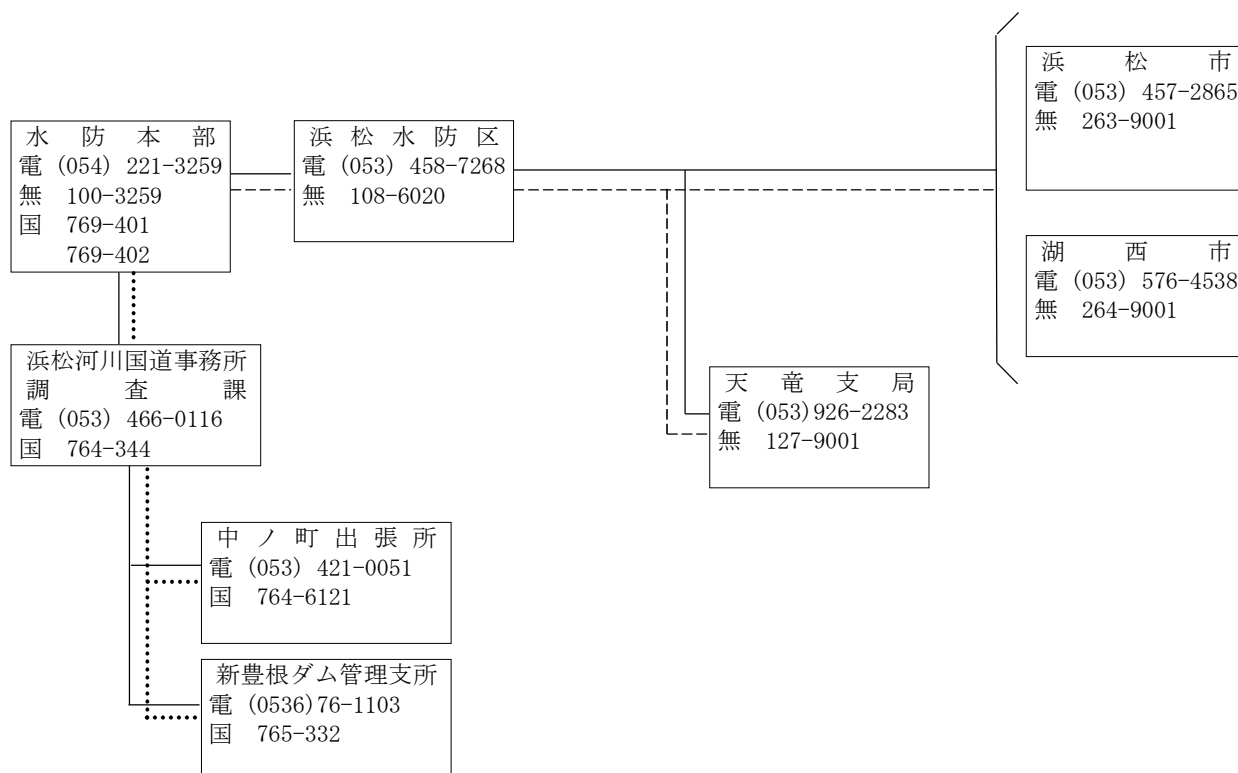 水防本部
電 (054) 221-3259
無 100-3259
国 769-401
769-402
浜松水防区
電 (053) 458-7268
無 108-6020
浜松市
電 (053) 457-2865
無 263-9001
湖西市
電 (053) 576-4538
無 264-9001
浜松河川国道事務所
調査課
電 (053) 466-0116
国 764-344
天竜支局
電 (053)926-2283
無 127-9001
中ノ町出張所
電 (053) 421-0051
国 764-6121
新豊根ダム管理支所
電 (0536)76-1103
国 765-332